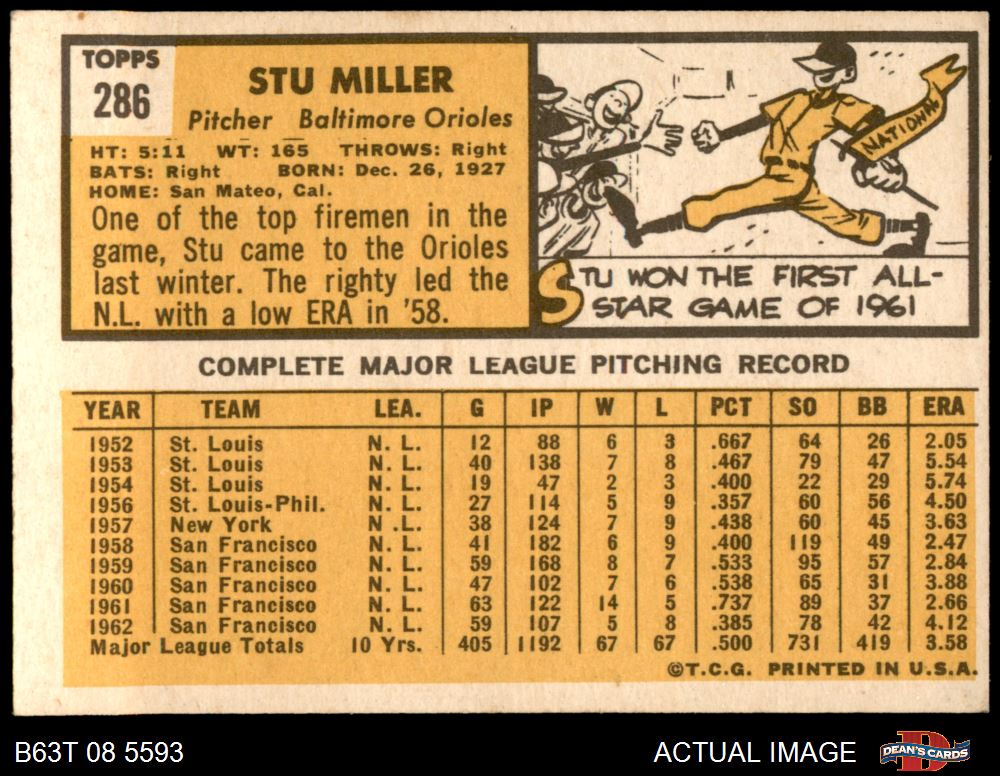 TOPPS
286
STU MILLER
Pitcher Baltimore Orioles
HT: 5:11 WT: 165 THROWS: Right
BATS: Right BORN: Dec. 26, 1927
HOME: San Mateo, Cal.
One of the top firemen in the
game, Stu came to the Orioles
last winter. The righty led the
N.L. with a low ERA in '58.
NATIONAL
STU WON THE FIRST ALL-
STAR GAME OF 1961
COMPLETE MAJOR LEAGUE PITCHING RECORD
YEAR TEAM LEA. G IP W L PCT SO BB ERA
1952 St. Louis N. L. 12 88 6 3 .667 64 26 2.05
1953 St. Louis N. L. 40 138 7 8 .467 79 47 5.54
1954 St. Louis N. L. 19 47 2 3 .400 22 29 5.74
1956 St. Louis-Phil. N. L. 27 114 5 9 .357 60 56 4.50
1957 New York N .L. 38 124 7 9 .438 60 45 3.63
1958 San Francisco N. L. 41 182 6 9 .400 119 49 2.47
1959 San Francisco N. L. 59 168 8 7 .533 95 57 2.84
1960 San Francisco N. L. 47 102 7 6 .538 65 31 3.88
1961 San Francisco N. L. 63 122 14 5 .737 89 37 2.66
1962 San Francisco N. L. 59 107 5 8 .385 78 42 4.12
Major League Totals 10 Yrs. 405 1192 67 67 .500 731 419 3.58
©T.C.G. PRINTED IN U.S.A.
B63T 08 5593
ACTUAL IMAGE
DEAN'S CARDS